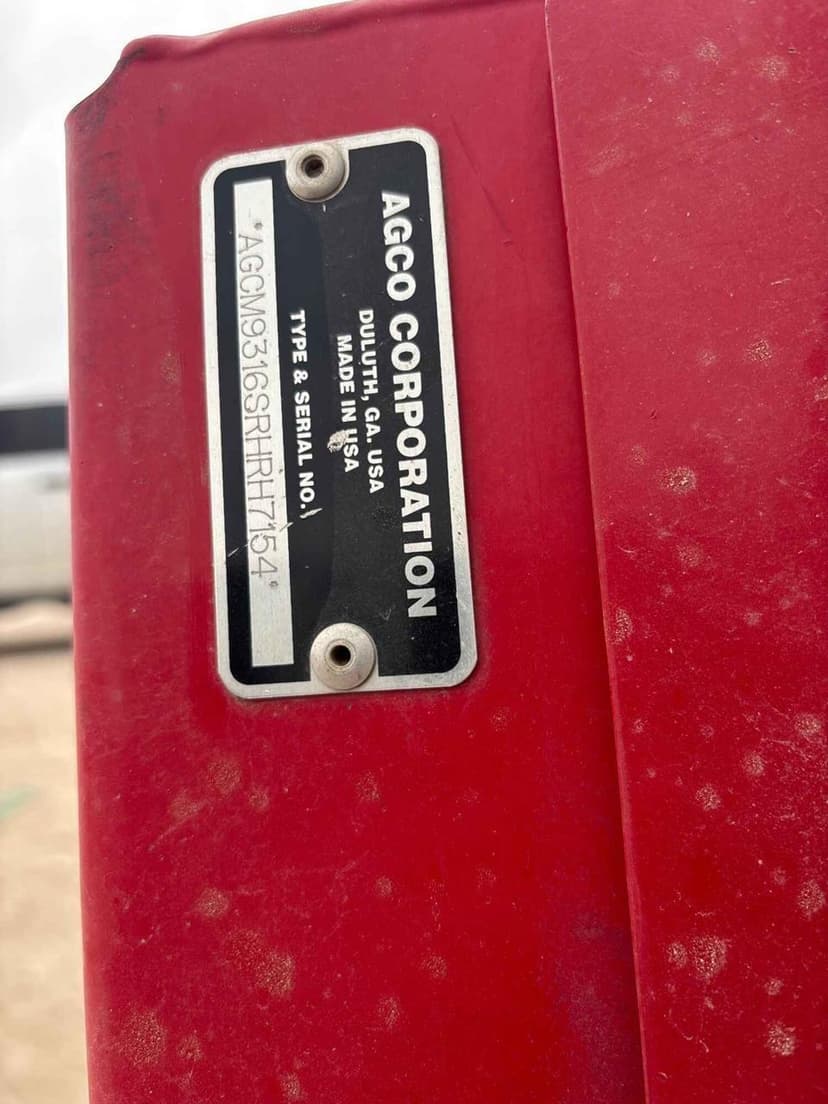 AGCO CORPORATION
DULUTH, GA. USA
MADE IN USA
TYPE & SERIAL NO.
*AGCM9316SRHRH7154*